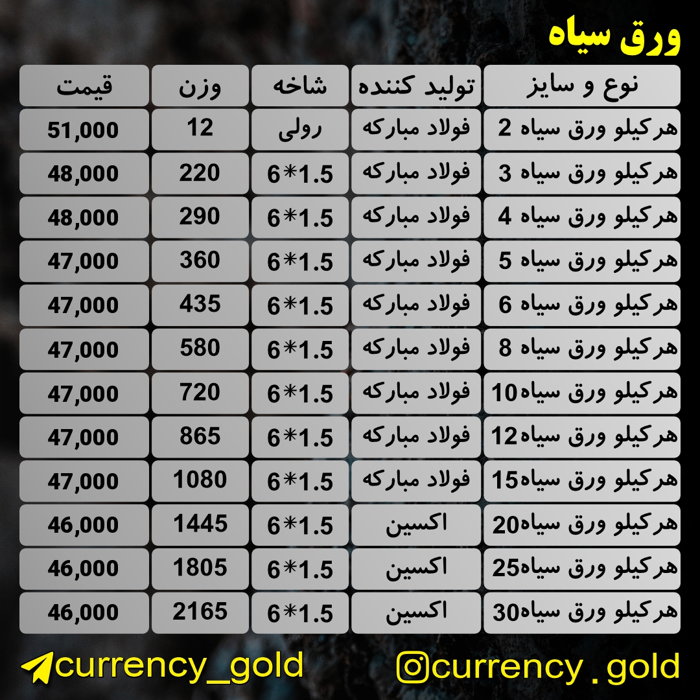 ورق سیاه
نوع و سایز تولید کننده شاخه وزن قیمت
هرکیلو ورق سیاه 2 فولاد مبارکه رولی 12 51,000
هرکیلو ورق سیاه 3 فولاد مبارکه 6*1.5 220 48,000
هرکیلو ورق سیاه 4 فولاد مبارکه 6*1.5 290 48,000
هرکیلو ورق سیاه 5 فولاد مبارکه 6*1.5 360 47,000
هرکیلو ورق سیاه 6 فولاد مبارکه 6*1.5 435 47,000
هرکیلو ورق سیاه 8 فولاد مبارکه 6*1.5 580 47,000
هرکیلو ورق سیاه10 فولاد مبارکه 6*1.5 720 47,000
هرکیلو ورق سیاه12 فولاد مبارکه 6*1.5 865 47,000
هرکیلو ورق سیاه15 فولاد مبارکه 6*1.5 1080 47,000
هرکیلو ورق سیاه20 اکسین 6*1.5 1445 46,000
هرکیلو ورق سیاه25 اکسین 6*1.5 1805 46,000
هرکیلو ورق سیاه30 اکسین 6*1.5 2165 46,000
currency_gold currency.gold